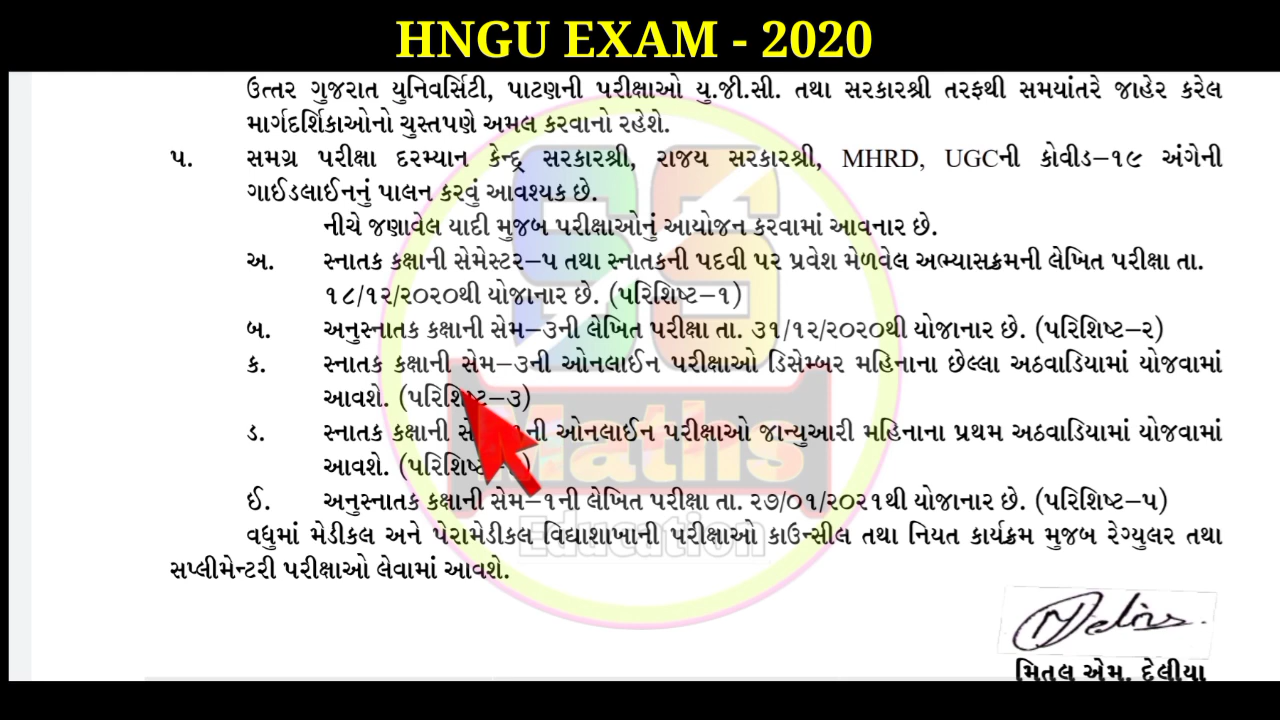 HNGU EXAM - 2020
ઉત્તર ગુજરાત યુનિવર્સિટી, પાટણની પરીક્ષાઓ યુ.જી.સી. તથા સરકારશ્રી તરફથી સમયાંતરે જાહેર કરેલ
માર્ગદર્શિકાઓનો ચુસ્તપણે અમલ કરવાનો રહેશે.
૫. સમગ્ર પરીક્ષા દરમ્યાન કેન્દ્ર સરકારશ્રી, રાજય સરકારશ્રી, MHRD, UGCની કોવીડ–૧૯ અંગેની
ગાઈડલાઈનનું પાલન કરવું આવશ્યક છે.
નીચે જણાવેલ યાદી મુજબ પરીક્ષાઓનું આયોજન કરવામાં આવનાર છે.
અ. સ્નાતક કક્ષાની સેમેસ્ટર–૫ તથા સ્નાતકની પદવી પર પ્રવેશ મેળવેલ અભ્યાસક્રમની લેખિત પરીક્ષા તા.
૧૮/૧૨/૨૦૨૦થી યોજાનાર છે. (પરિશિષ્ટ–૧)
બ. અનુસ્નાતક કક્ષાની સેમ–૩ની લેખિત પરીક્ષા તા. ૩૧/૧૨/૨૦૨૦થી યોજાનાર છે. (પરિશિષ્ટ–૨)
ક. સ્નાતક કક્ષાની સેમ–૩ની ઓનલાઈન પરીક્ષાઓ ડિસેમ્બર મહિનાના છેલ્લા અઠવાડિયામાં યોજવામાં
આવશે. (પરિશિષ્ટ–૩)
ડ. સ્નાતક કક્ષાની ની ઓનલાઈન પરીક્ષાઓ જાન્યુઆરી મહિનાના પ્રથમ અઠવાડિયામાં યોજવામાં
આવશે. (પરિશિષ્ટ
ઈ. અનુસ્નાતક કક્ષાની સેમ–૧ની લેખિત પરીક્ષા તા. ૨૭/૦૧/૨૦૨૧થી યોજાનાર છે. (પરિશિષ્ટ–૫)
વધુમાં મેડીકલ અને પેરામેડીકલ વિદ્યાશાખાની પરીક્ષાઓ કાઉન્સીલ તથા નિયત કાર્યક્રમ મુજબ રેગ્યુલર તથા
સપ્લીમેન્ટરી પરીક્ષાઓ લેવામાં આવશે.
મિતલ એમ. દેલીયા
SG
Maths
Education